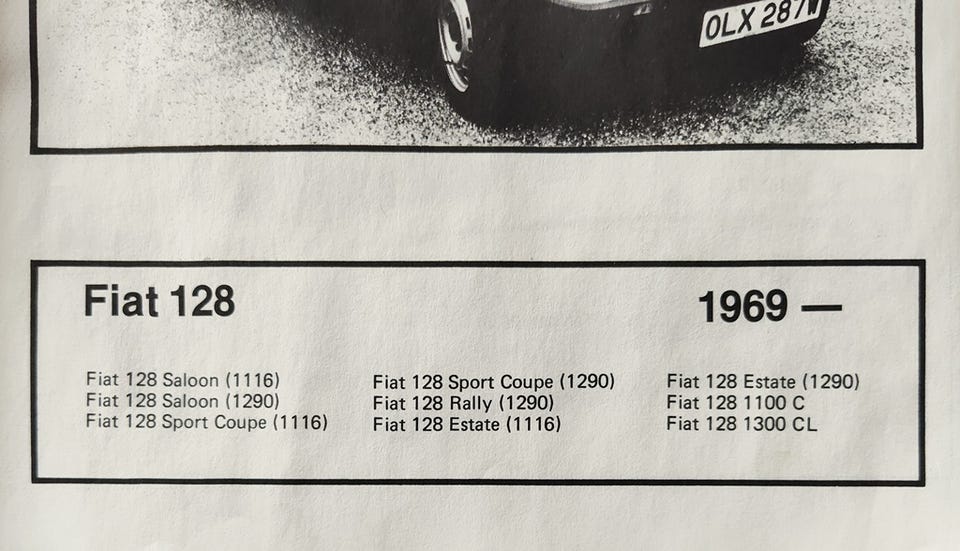 OLX 287W
Fiat 128
1969 —
Fiat 128 Saloon (1116)
Fiat 128 Saloon (1290)
Fiat 128 Sport Coupe (1116)
Fiat 128 Sport Coupe (1290)
Fiat 128 Rally (1290)
Fiat 128 Estate (1116)
Fiat 128 Estate (1290)
Fiat 128 1100 C
Fiat 128 1300 CL